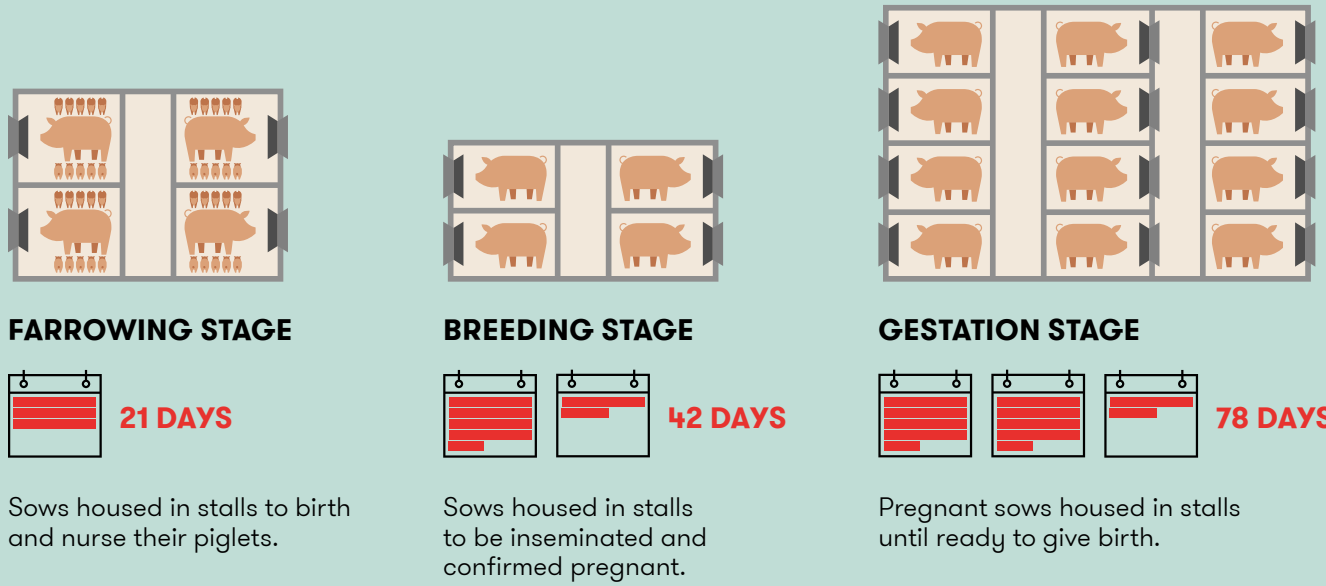 FARROWING STAGE
21 DAYS
Sows housed in stalls to birth
and nurse their piglets.
BREEDING STAGE
42 DAYS
Sows housed in stalls
to be inseminated and
confirmed pregnant.
GESTATION STAGE
78 DAYS
Pregnant sows housed in stalls
until ready to give birth.